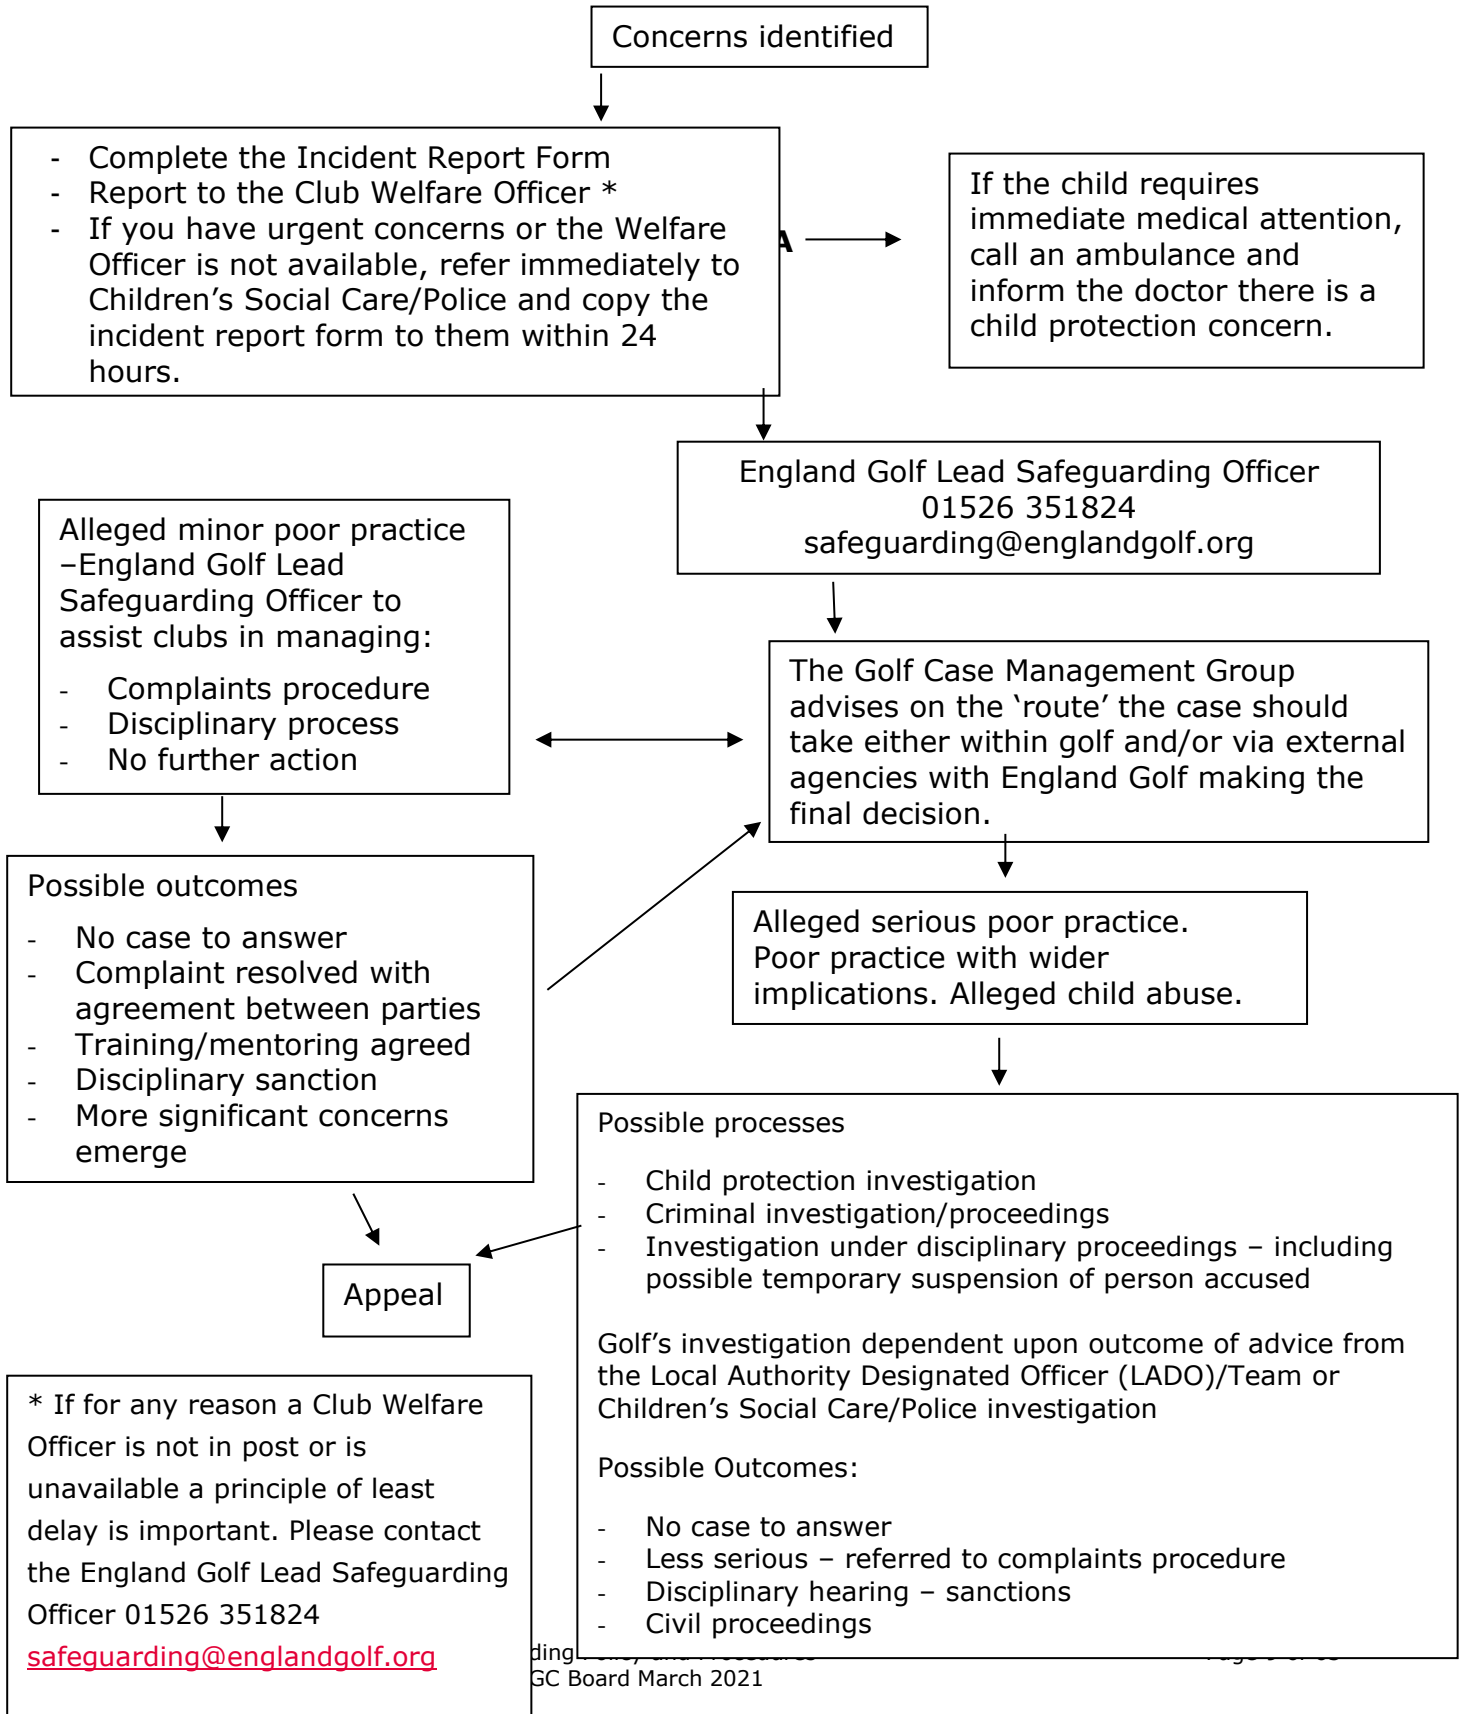 Concerns identified
- Complete the Incident Report Form
- Report to the Club Welfare Officer *
- If you have urgent concerns or the Welfare
Officer is not available, refer immediately to
Children’s Social Care/Police and copy the
incident report form to them within 24
hours.
If the child requires
immediate medical attention,
call an ambulance and
inform the doctor there is a
child protection concern.
England Golf Lead Safeguarding Officer
01526 351824
safeguarding@englandgolf.org
Alleged minor poor practice
–England Golf Lead
Safeguarding Officer to
assist clubs in managing:
- Complaints procedure
- Disciplinary process
- No further action
The Golf Case Management Group
advises on the ‘route’ the case should
take either within golf and/or via external
agencies with England Golf making the
final decision.
Possible outcomes
- No case to answer
- Complaint resolved with
agreement between parties
- Training/mentoring agreed
- Disciplinary sanction
- More significant concerns
emerge
Alleged serious poor practice.
Poor practice with wider
implications. Alleged child abuse.
Possible processes
- Child protection investigation
- Criminal investigation/proceedings
- Investigation under disciplinary proceedings – including
possible temporary suspension of person accused
Golf’s investigation dependent upon outcome of advice from
the Local Authority Designated Officer (LADO)/Team or
Children’s Social Care/Police investigation
Possible Outcomes:
- No case to answer
- Less serious – referred to complaints procedure
- Disciplinary hearing – sanctions
- Civil proceedings
Appeal
* If for any reason a Club Welfare
Officer is not in post or is
unavailable a principle of least
delay is important. Please contact
the England Golf Lead Safeguarding
Officer 01526 351824
safeguarding@englandgolf.org
GC Board March 2021